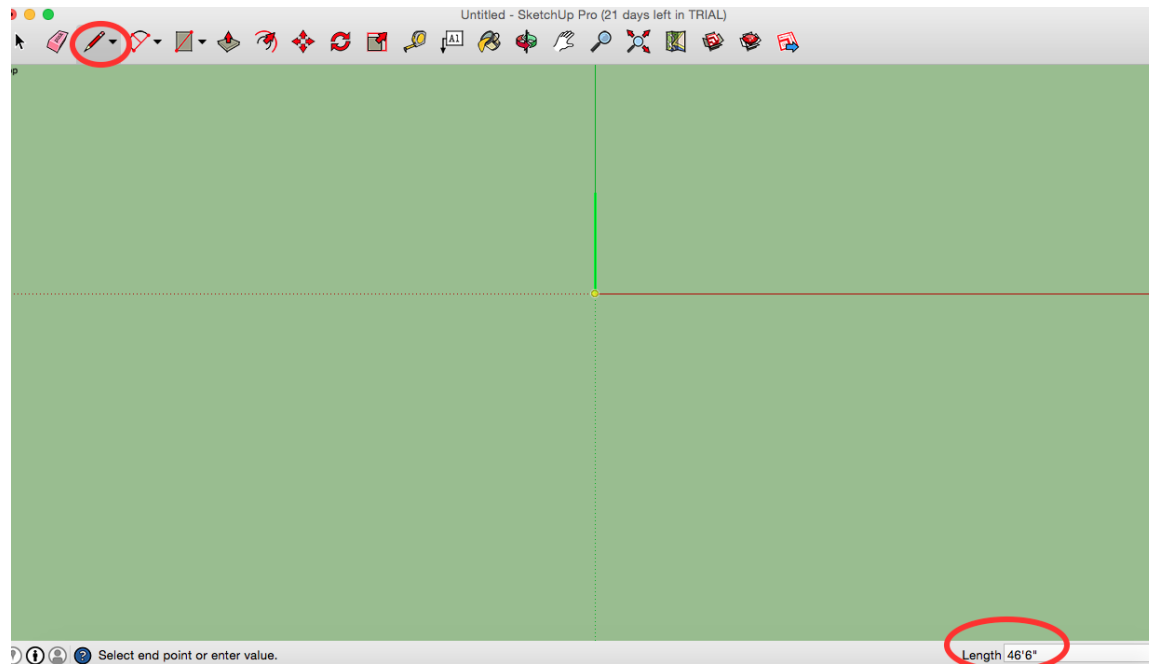 Untitled - SketchUp Pro (21 days left in TRIAL)
A1
Select end point or enter value.
Length 46'6"